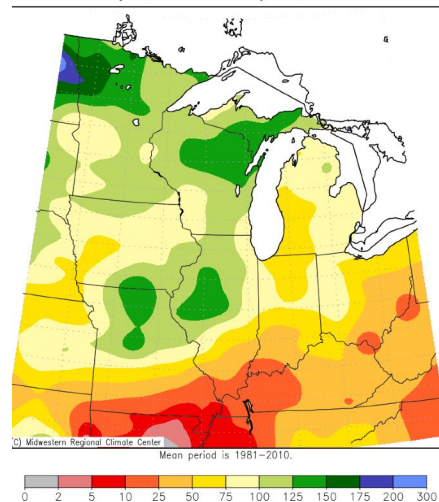 (C) Midwestern Regional Climate Center
Mean period is 1981-2010.
0 2 5 10 25 50 75 100 125 150 175 200 300